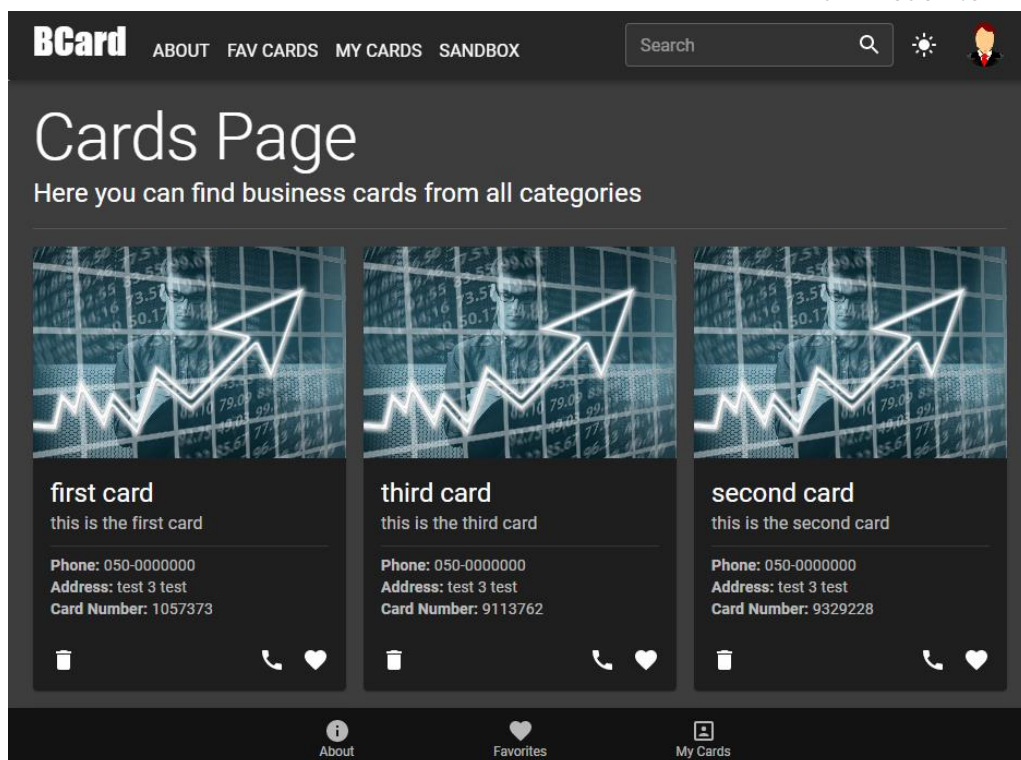 BCard ABOUT FAV CARDS MY CARDS SANDBOX Search
Cards Page
Here you can find business cards from all categories
first card
this is the first card
Phone: 050-0000000
Address: test 3 test
Card Number: 1057373
third card
this is the third card
Phone: 050-0000000
Address: test 3 test
Card Number: 9113762
second card
this is the second card
Phone: 050-0000000
Address: test 3 test
Card Number: 9329228
About Favorites My Cards